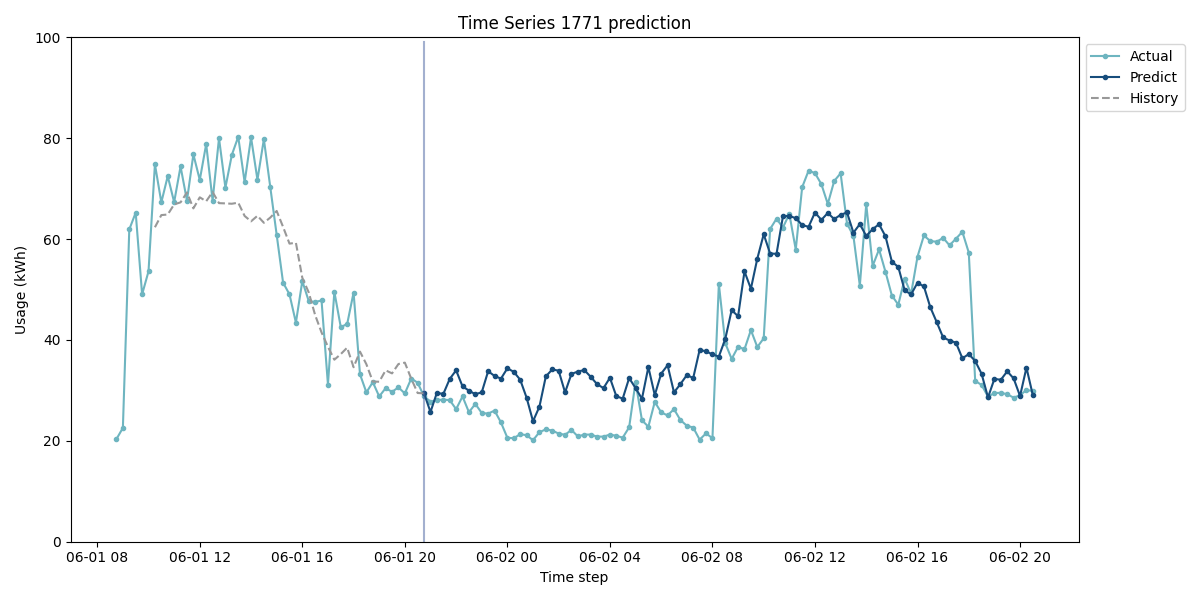 Time Series 1771 prediction
100
80
60
40
20
0
Usage (kWh)
06-01 08
06-01 12
06-01 16
06-01 20
06-02 00
06-02 04
06-02 08
06-02 12
06-02 16
06-02 20
Time step
Actual
Predict
History